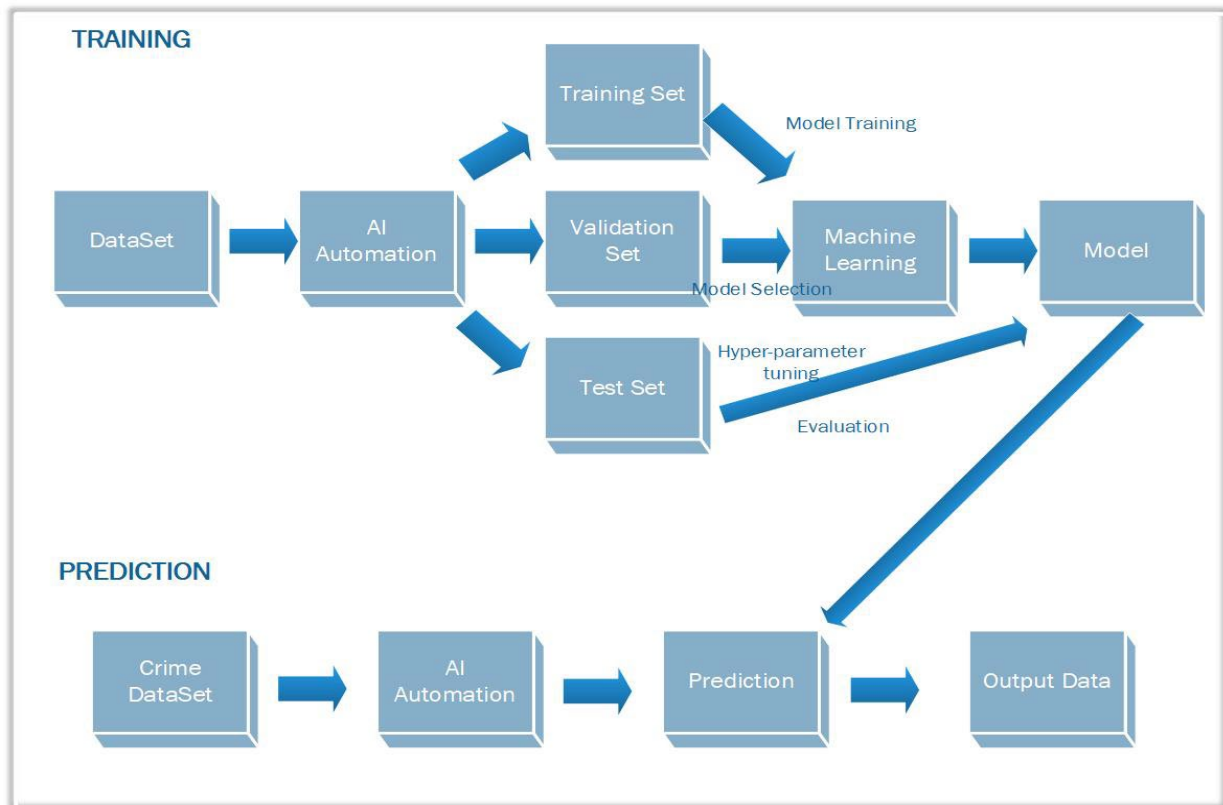 TRAINING
Training Set
Model Training
DataSet
AI
Automation
Validation
Set
Machine
Learning
Model
Model Selection
Hyper-parameter
tuning
Test Set
Evaluation
PREDICTION
Crime
DataSet
AI
Automation
Prediction
Output Data